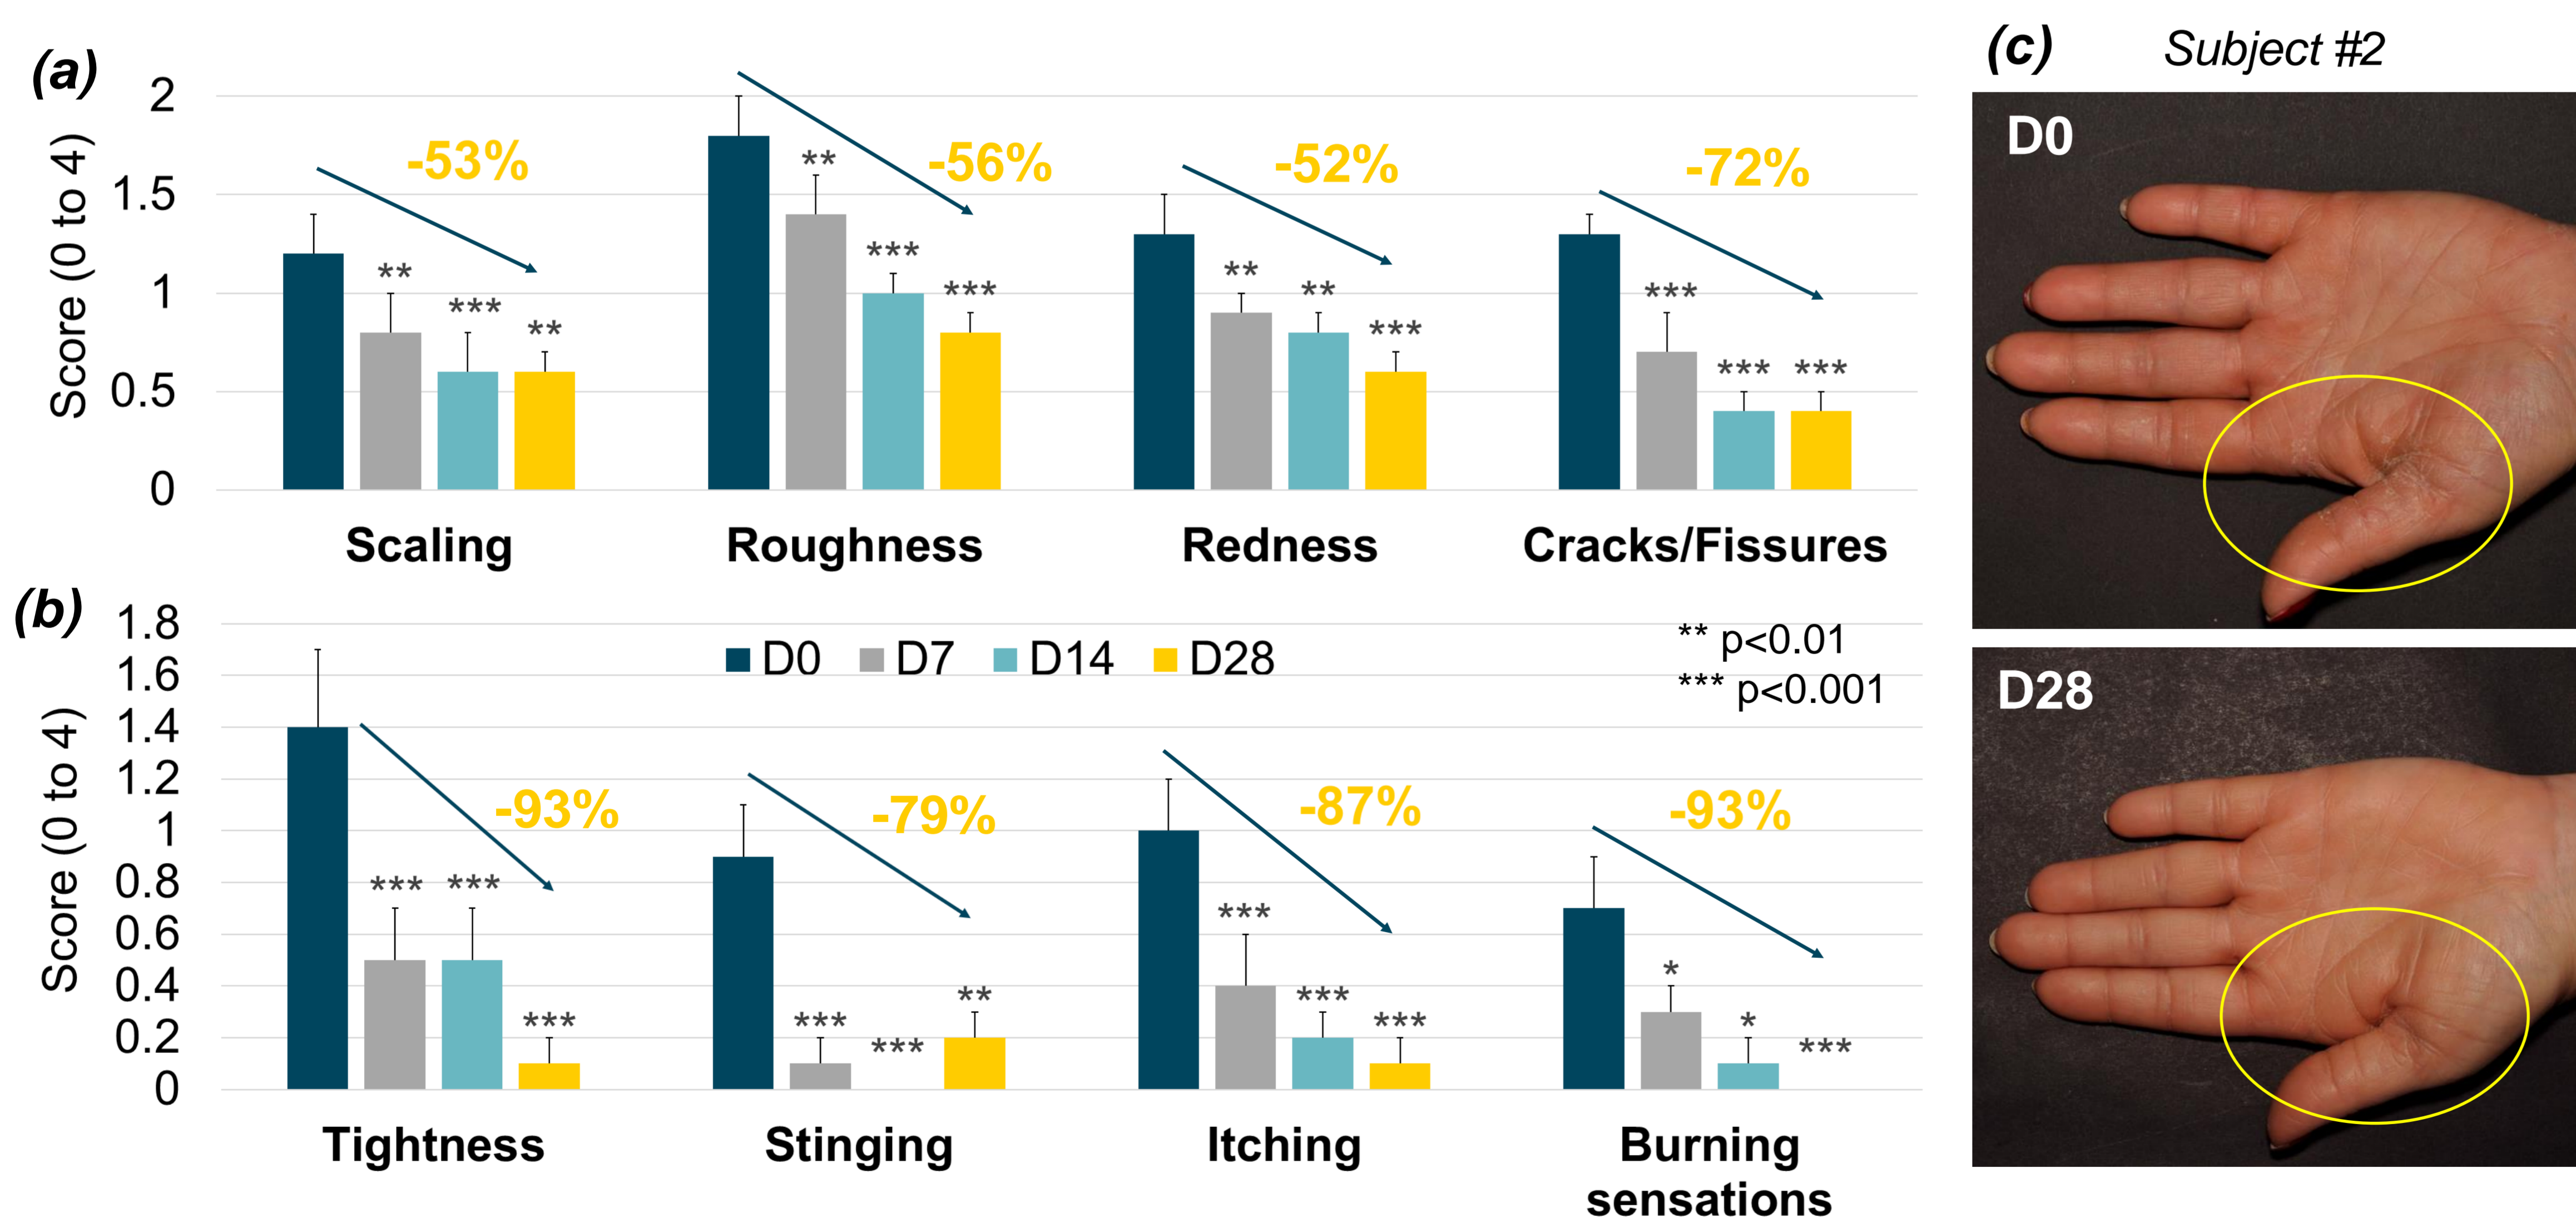 (a)
Score (0 to 4)
2
1.5
1
0.5
0
-53%
-56%
-52%
-72%
** *** **
** *** ***
** ** ***
*** *** ***
Scaling
Roughness
Redness
Cracks/Fissures
(b)
Score (0 to 4)
1.8
1.6
1.4
1.2
1
0.8
0.6
0.4
0.2
0
D0 D7 D14 D28
** p<0.01
*** p<0.001
-93%
-79%
-87%
-93%
*** *** ***
*** *** **
*** *** ***
* * ***
Tightness
Stinging
Itching
Burning
sensations
(c)
Subject #2
D0
D28